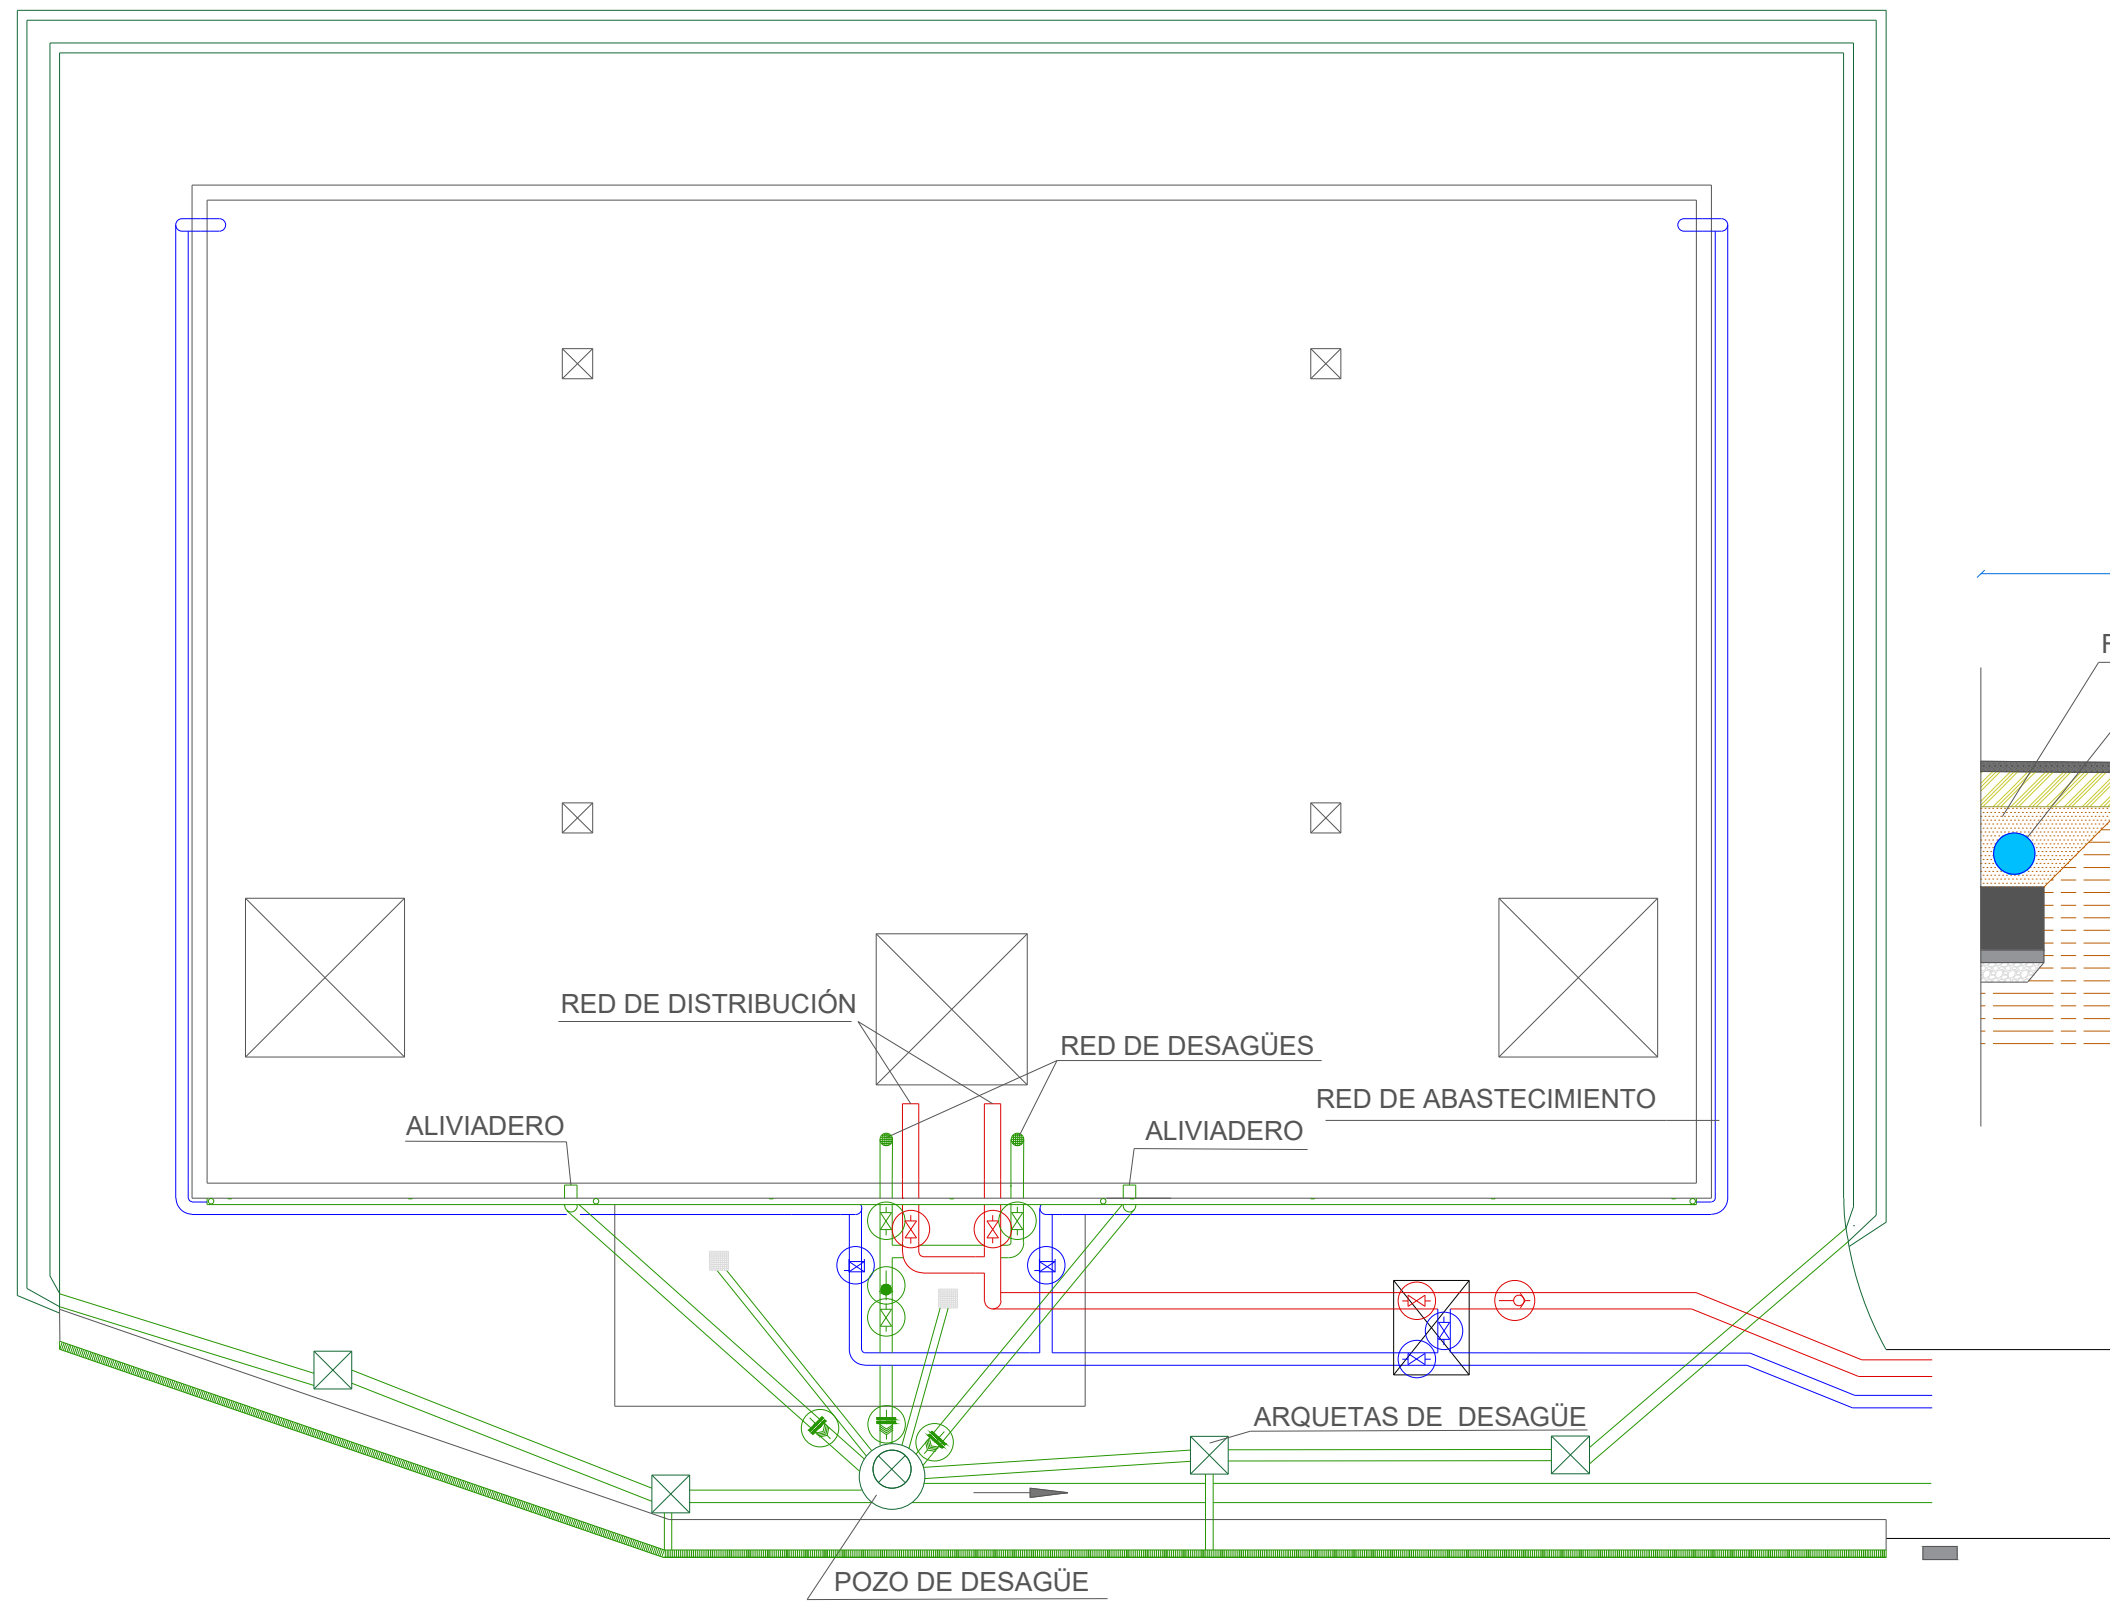 RED DE DISTRIBUCIÓN
RED DE DESAGÜES
RED DE ABASTECIMIENTO
ALIVIADERO
ALIVIADERO
ARQUETAS DE DESAGÜE
POZO DE DESAGÜE